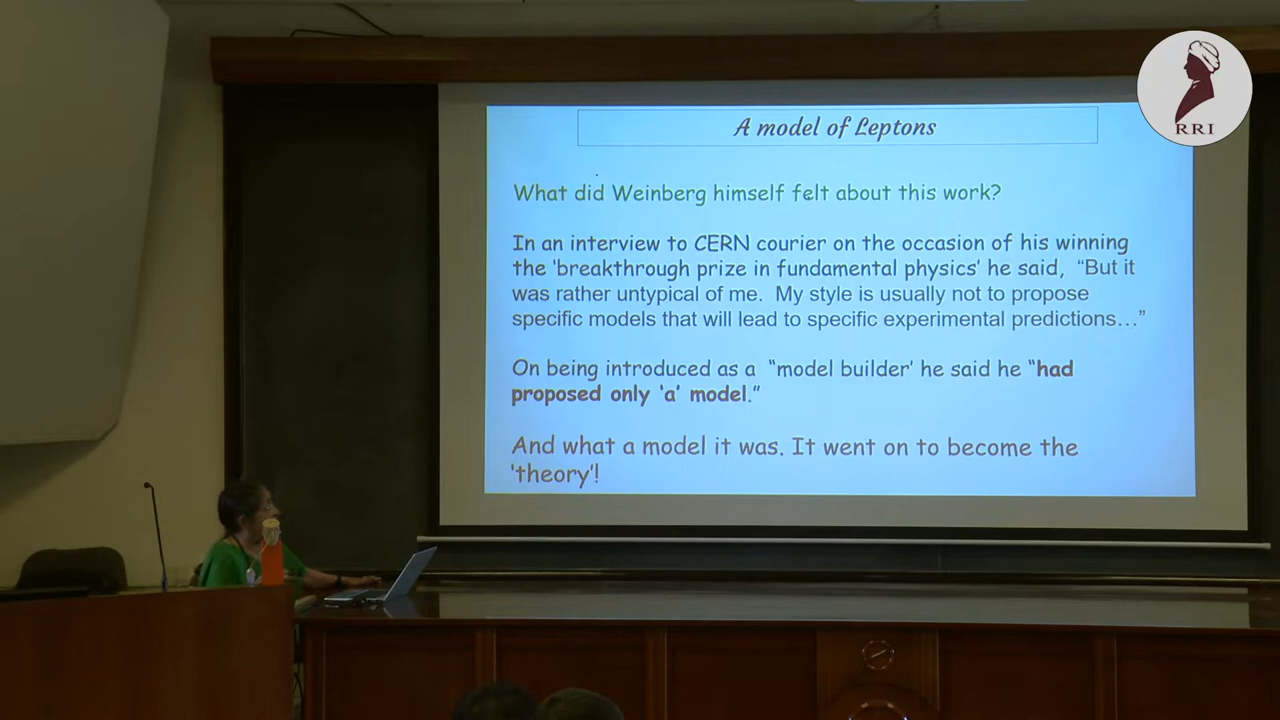 A model of Leptons
What did Weinberg himself felt about this work?
In an interview to CERN courier on the occasion of his winning
the ‘breakthrough prize in fundamental physics’ he said, “But it
was rather untypical of me. My style is usually not to propose
specific models that will lead to specific experimental predictions…”
On being introduced as a “model builder’ he said he “had
proposed only ‘a’ model.”
And what a model it was. It went on to become the
‘theory’!
RRI